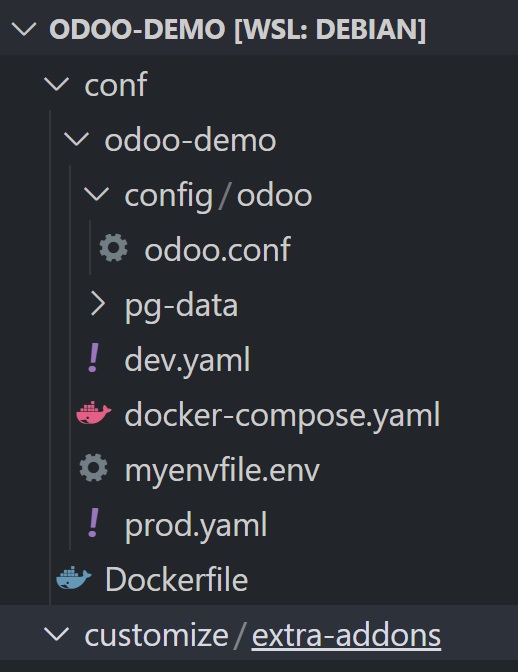 ODOO-DEMO [WSL: DEBIAN]
conf
odoo-demo
config/odoo
odoo.conf
pg-data
dev.yaml
docker-compose.yaml
myenvfile.env
prod.yaml
Dockerfile
customize/extra-addons